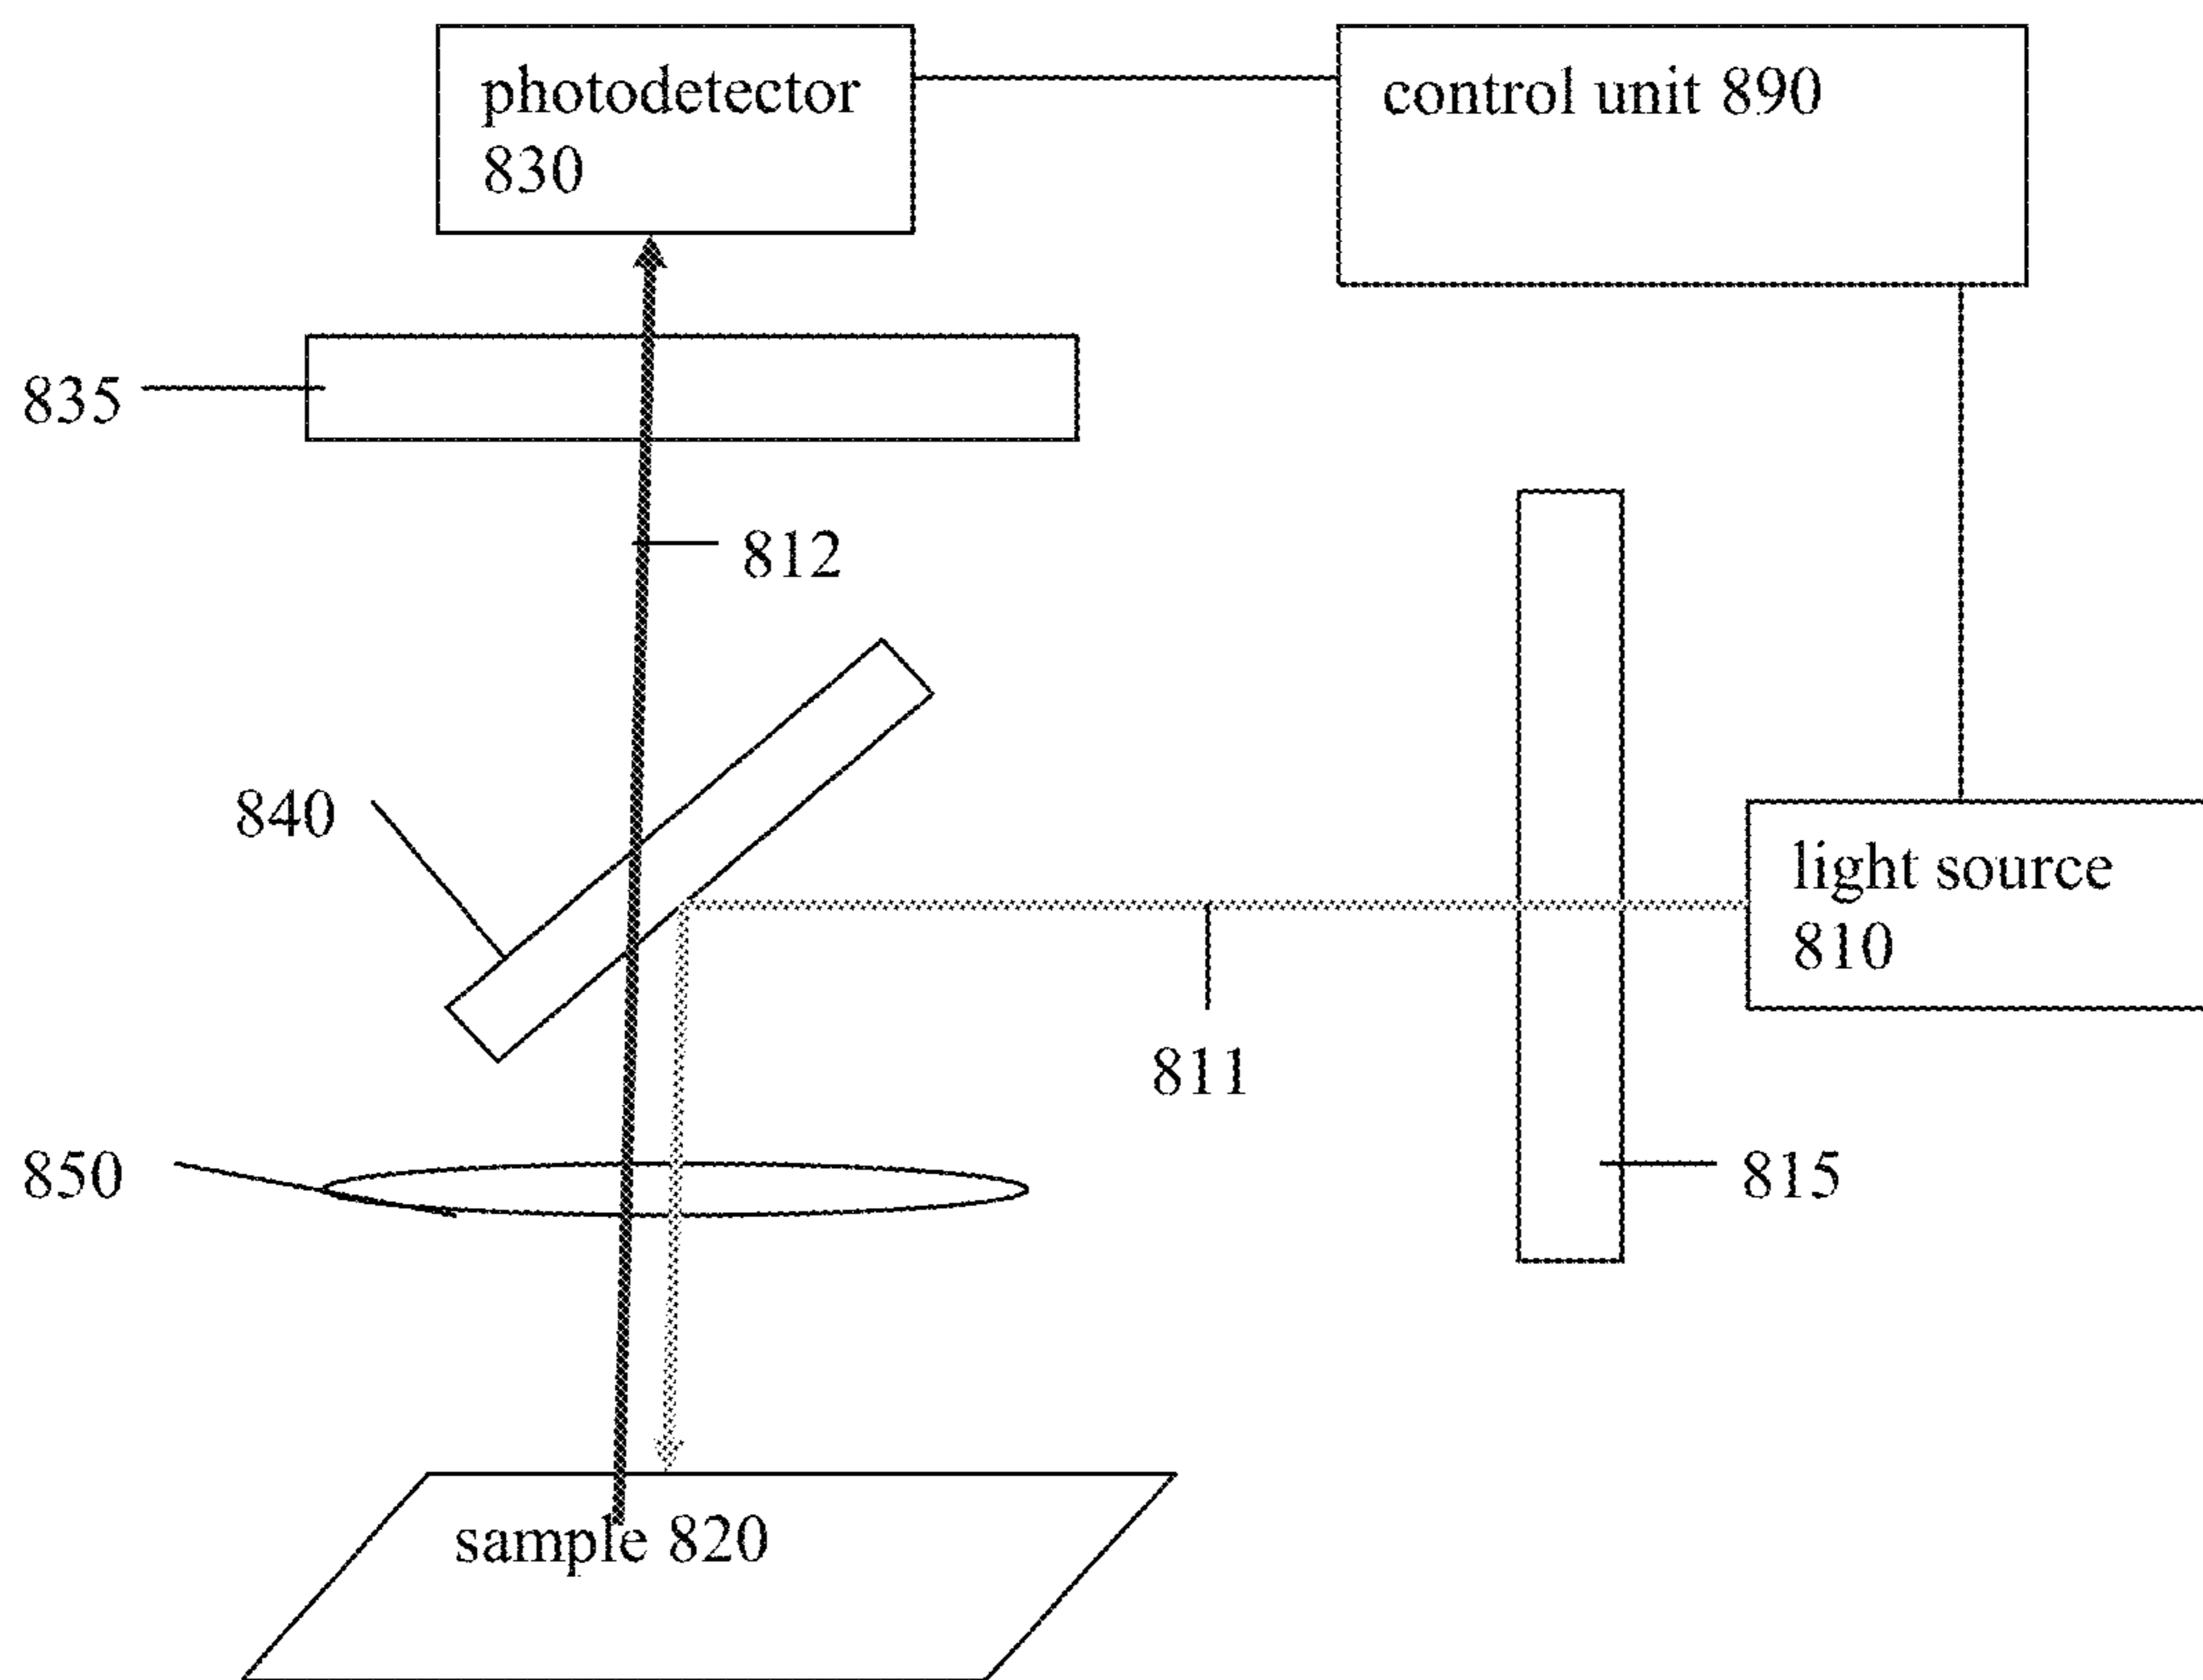 photodetector
830
control unit 890
835
812
840
light source
810
811
850
815
sample 820